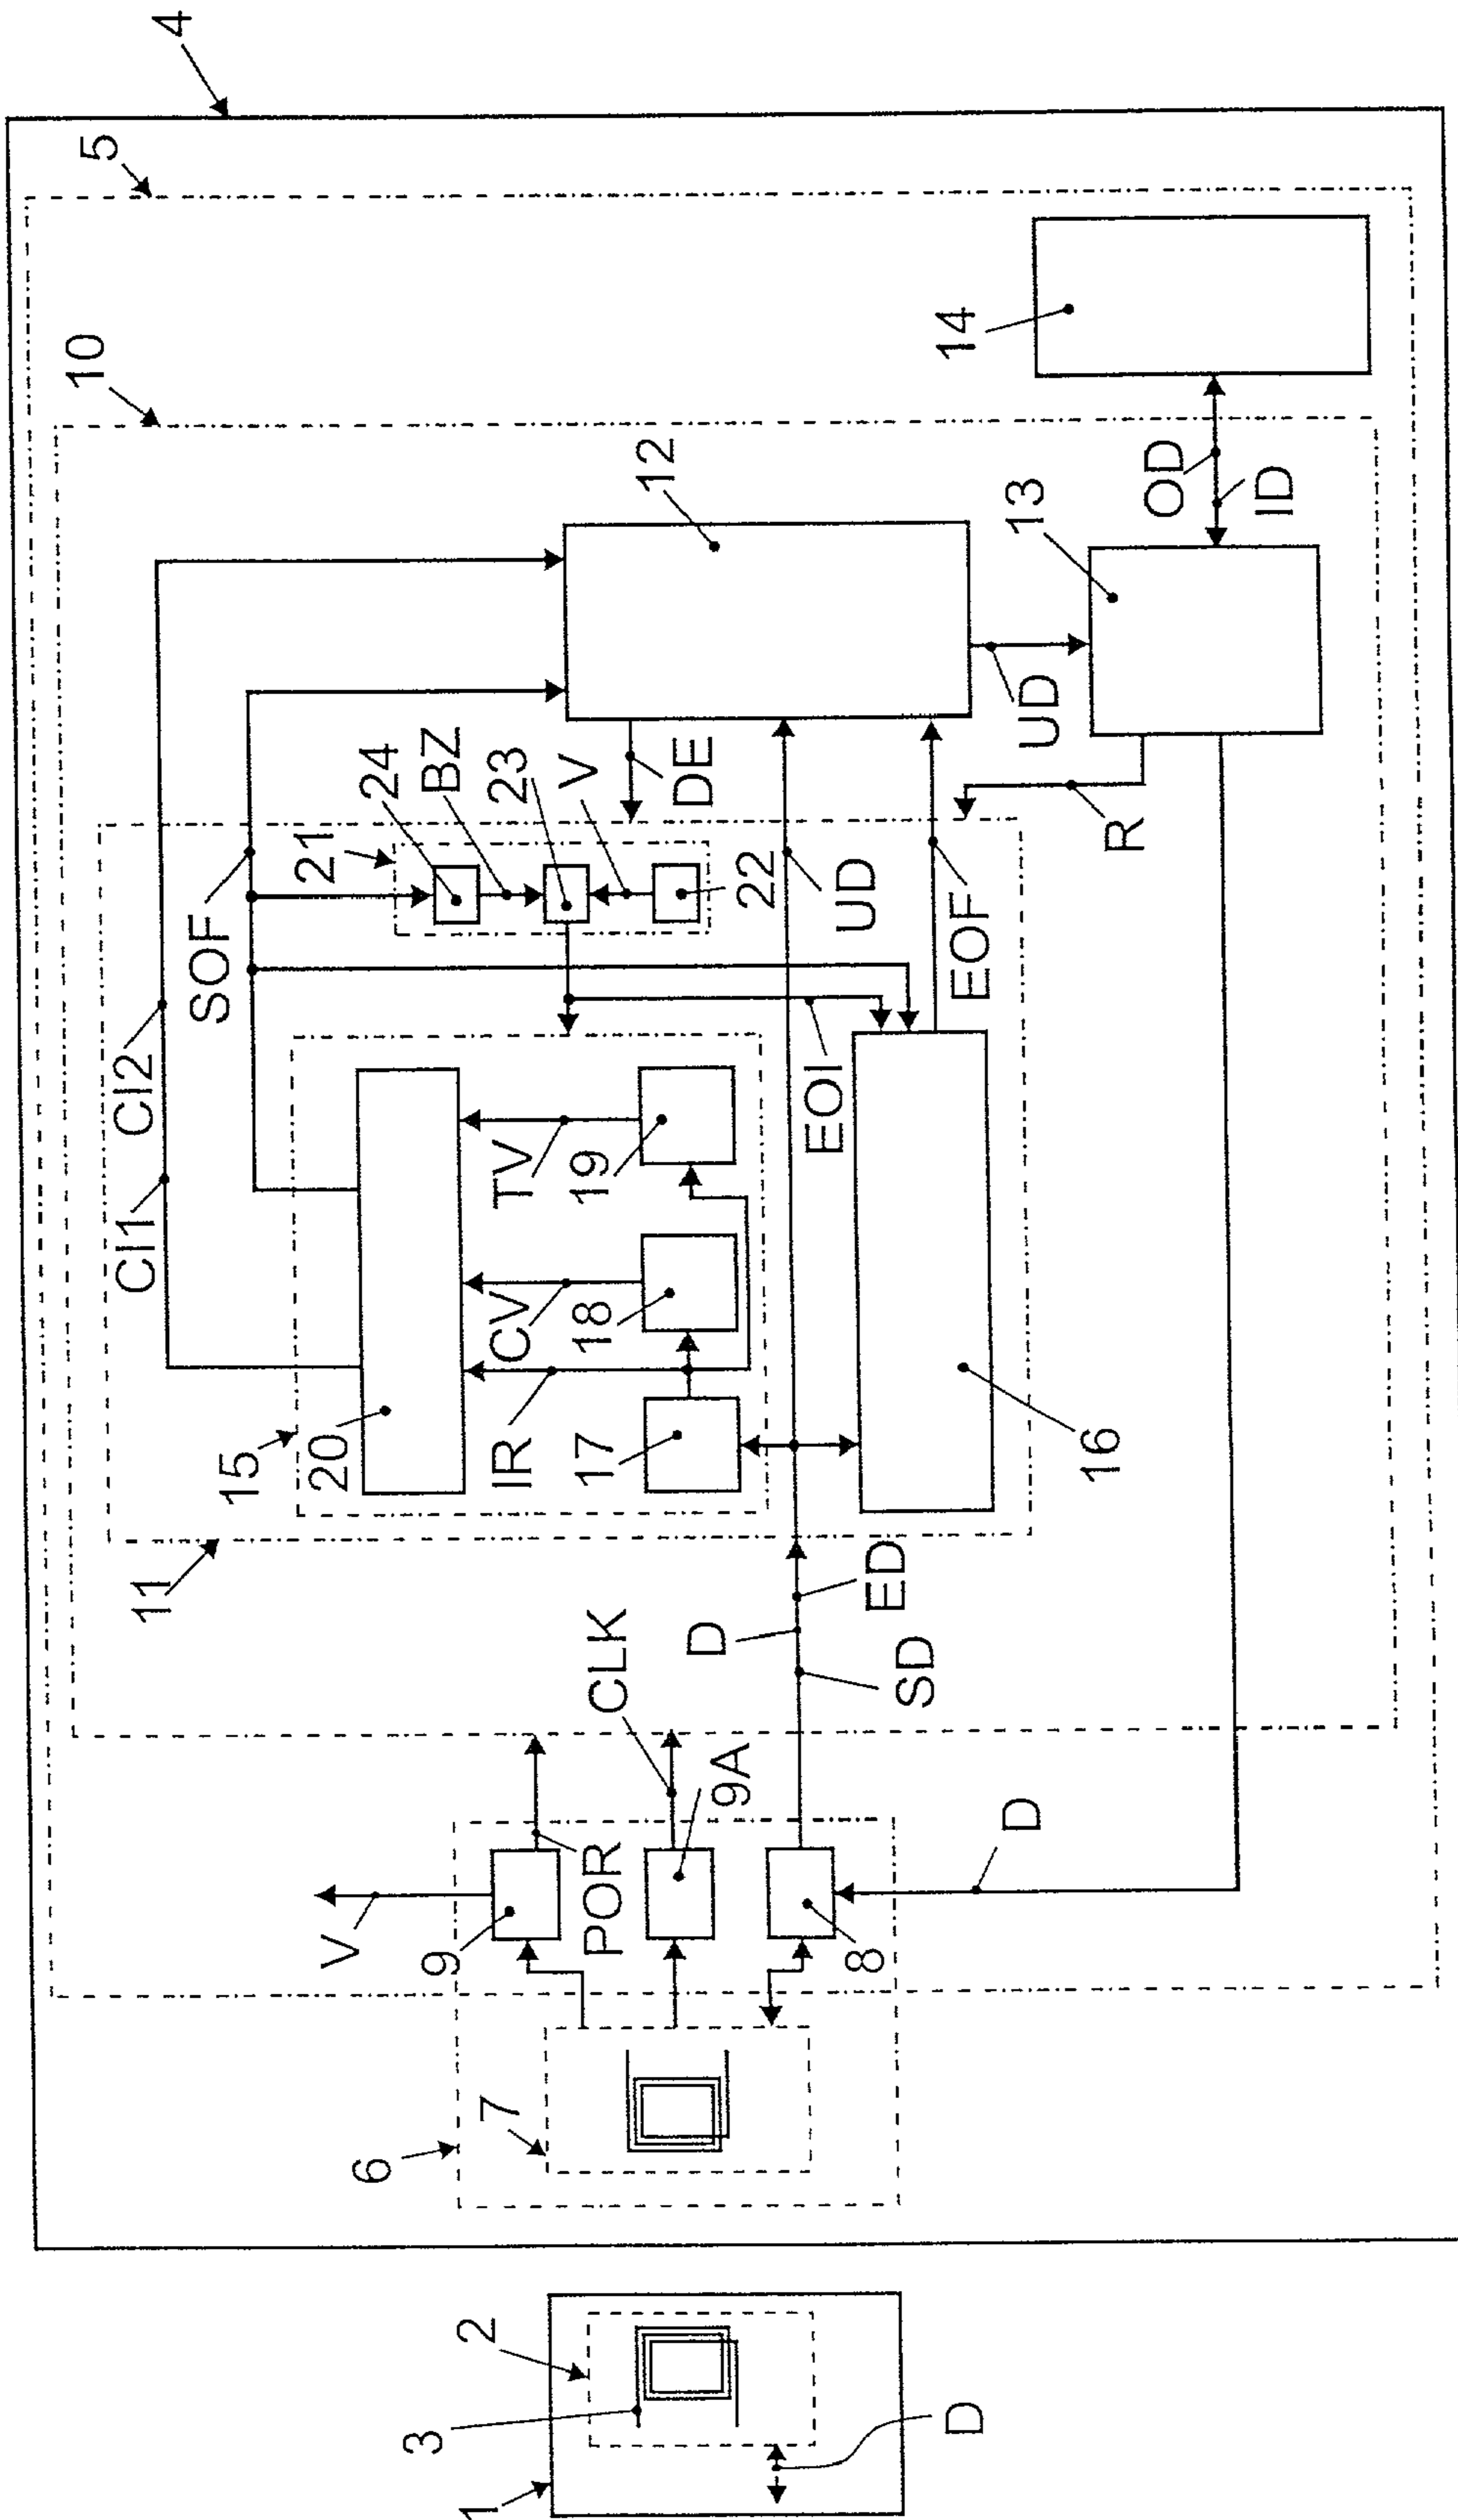 4
5
10
14
12
13
OD
ID
UD
R
SOF
CI2
CI1
21
24
BZ
23
V
22
DE
UD
EOF
EOI
TV
19
CV
18
IR
17
20
15
11
16
ED
D
SD
CLK
9A
POR
V
9
8
D
7
6
2
3
1
D